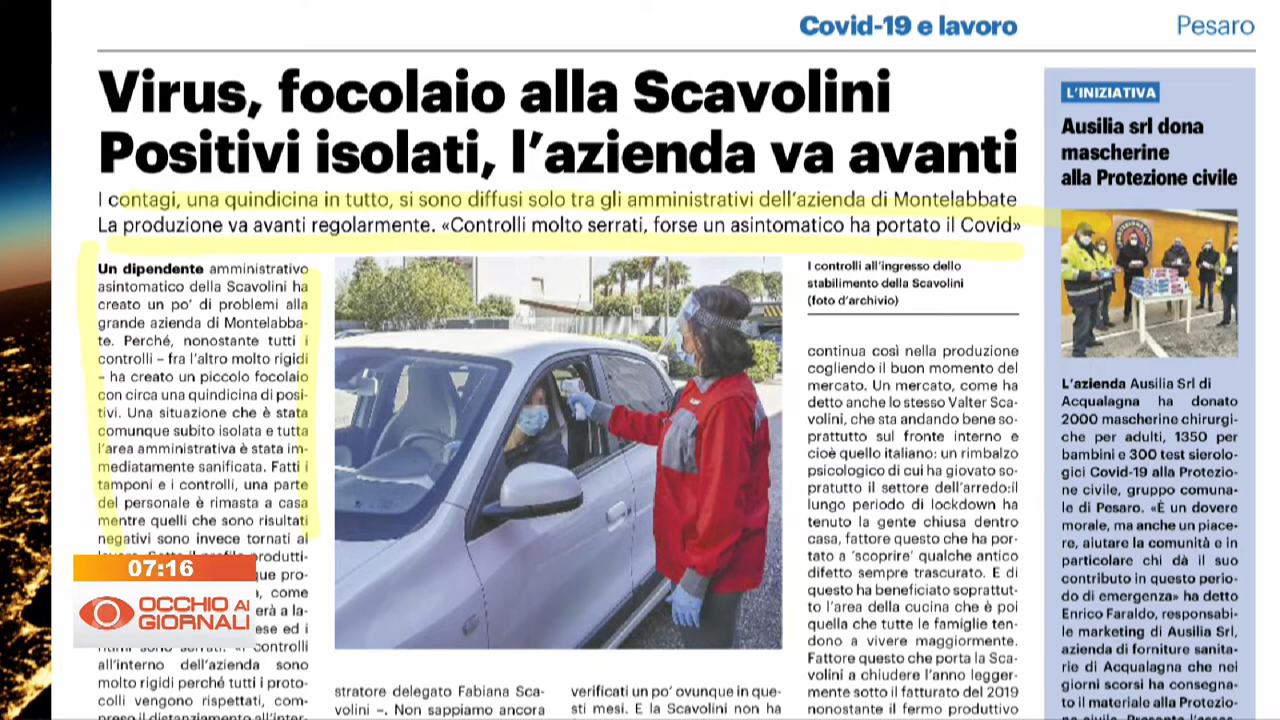 Covid-19 e lavoro
Pesaro
Virus, focolaio alla Scavolini
Positivi isolati, l'azienda va avanti
I contagi, una quindicina in tutto, si sono diffusi solo tra gli amministrativi dell'azienda di Montelabbate
La produzione va avanti regolarmente. «Controlli molto serrati, forse un asintomatico ha portato il Covid»
Un dipendente amministrativo
asintomatico della Scavolini ha
creato un po' di problemi alla
grande azienda di Montelabba-
te. Perché, nonostante tutti i
controlli – fra l'altro molto rigidi
– ha creato un piccolo focolaio
con circa una quindicina di posi-
tivi. Una situazione che è stata
comunque subito isolata e tutta
l'area amministrativa è stata im-
mediatamente sanificata. Fatti i
tamponi e i controlli, una parte
del personale è rimasta a casa
mentre quelli che sono risultati
negativi sono invece tornati al
produtti-
que pro-
, come
erà a la-
ese ed i
controlli
all'interno dell'azienda sono
molto rigidi perché tutti i proto-
colli vengono rispettati, com-
preso il distanziamento all'inter-
07:16
OCCHIO AI
GIORNALI
strato delegato Fabiana Sca-
volini –. Non sappiamo ancora
verificati un po' ovunque in que-
sti mesi. E la Scavolini non ha
I controlli all'ingresso dello
stabilimento della Scavolini
(foto d'archivio)
continua così nella produzione
cogliendo il buon momento del
mercato. Un mercato, come ha
detto anche lo stesso Valter Sca-
volini, che sta andando bene so-
prattutto sul fronte interno e
cioè quello italiano: un rimbalzo
psicologico di cui ha giovato so-
pratutto il settore dell'arredo:il
lungo periodo di lockdown ha
tenuto la gente chiusa dentro
casa, fattore questo che ha por-
tato a 'scoprire' qualche antico
difetto sempre trascurato. E di
questo ha beneficiato soprattut-
to l'area della cucina che è poi
quella che tutte le famiglie ten-
dono a vivere maggiormente.
Fattore questo che porta la Sca-
volini a chiudere l'anno legger-
mente sotto il fatturato del 2019
nonostante il fermo produttivo
L'INIZIATIVA
Ausilia srl dona
mascherine
alla Protezione civile
L'azienda Ausilia Srl di
Acqualagna ha donato
2000 mascherine chirurgi-
che per adulti, 1350 per
bambini e 300 test sierolo-
gici Covid-19 alla Protezio-
ne civile, gruppo comuna-
le di Pesaro. «È un dovere
morale, ma anche un piace-
re, aiutare la comunità e in
particolare chi dà il suo
contributo in questo perio-
do di emergenza» ha detto
Enrico Faraldo, responsabi-
le marketing di Ausilia Srl,
azienda di forniture sanita-
rie di Acqualagna che nei
giorni scorsi ha consegna-
to il materiale alla Protezio-